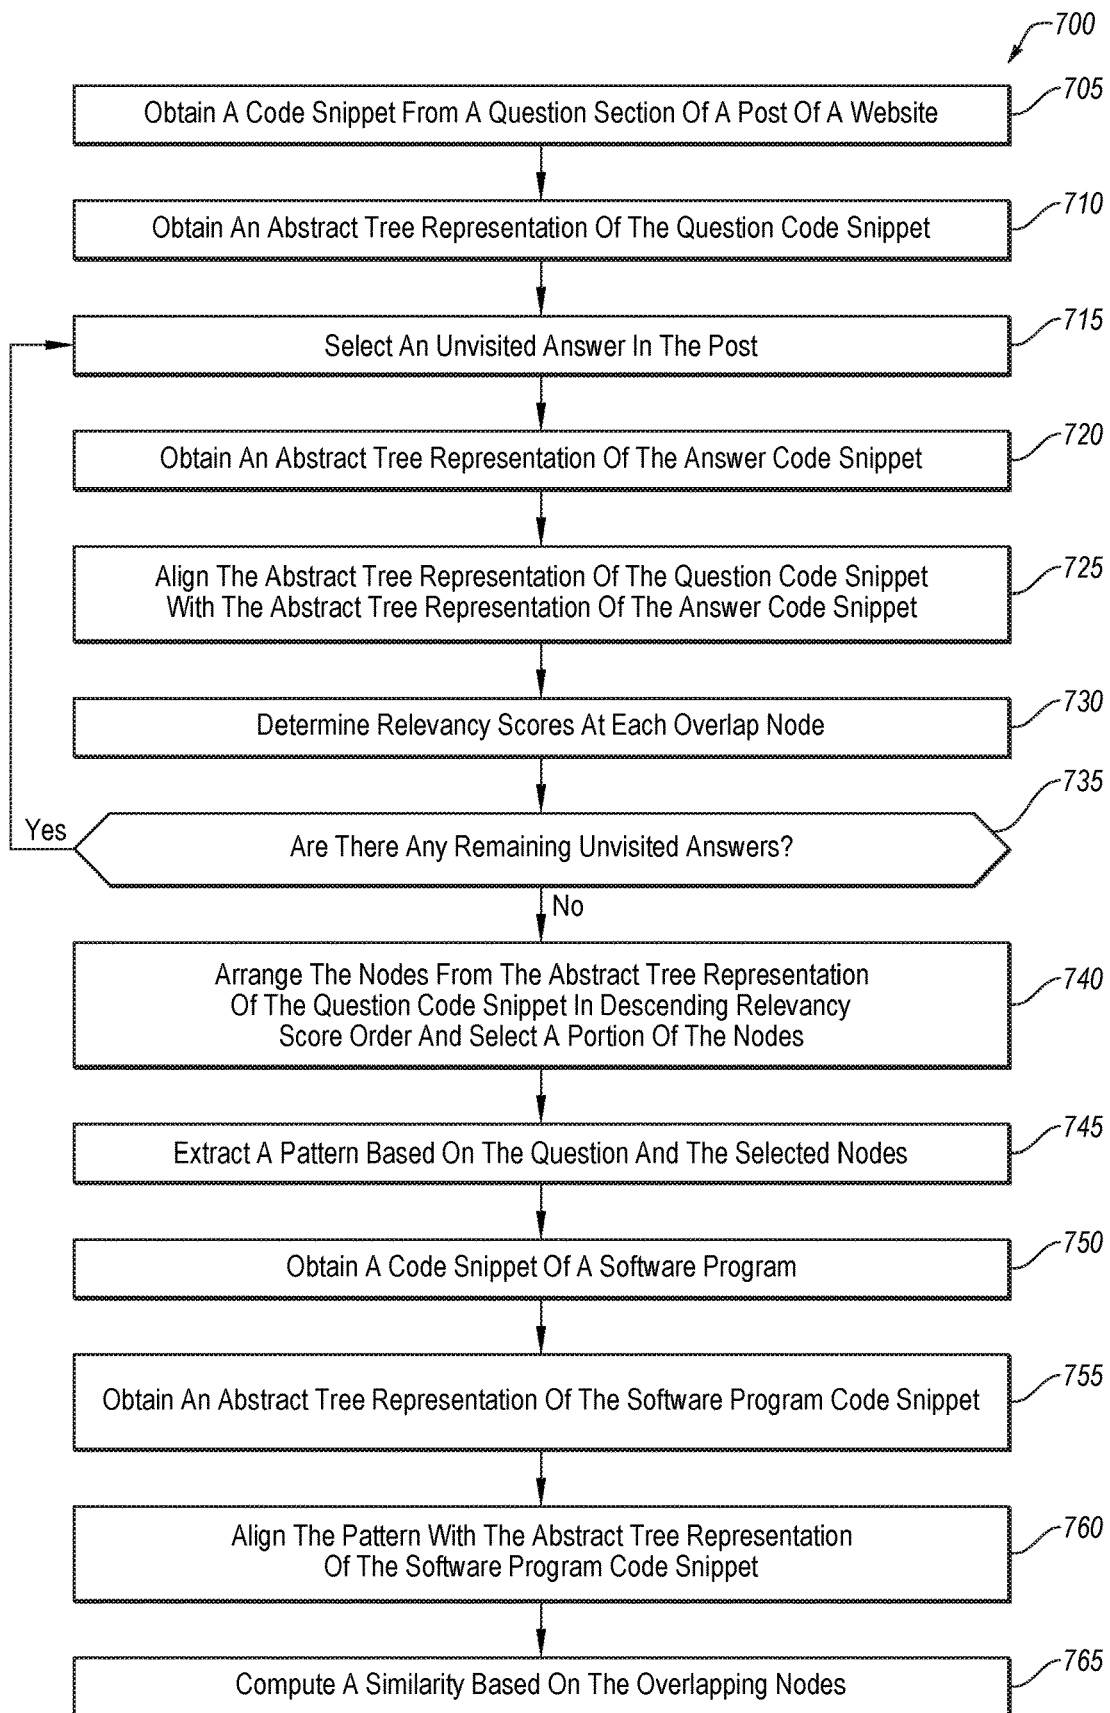 700
Obtain A Code Snippet From A Question Section Of A Post Of A Website
705
Obtain An Abstract Tree Representation Of The Question Code Snippet
710
Select An Unvisited Answer In The Post
715
Obtain An Abstract Tree Representation Of The Answer Code Snippet
720
Align The Abstract Tree Representation Of The Question Code Snippet
With The Abstract Tree Representation Of The Answer Code Snippet
725
Determine Relevancy Scores At Each Overlap Node
730
Are There Any Remaining Unvisited Answers?
735
Yes
No
Arrange The Nodes From The Abstract Tree Representation
Of The Question Code Snippet In Descending Relevancy
Score Order And Select A Portion Of The Nodes
740
Extract A Pattern Based On The Question And The Selected Nodes
745
Obtain A Code Snippet Of A Software Program
750
Obtain An Abstract Tree Representation Of The Software Program Code Snippet
755
Align The Pattern With The Abstract Tree Representation
Of The Software Program Code Snippet
760
Compute A Similarity Based On The Overlapping Nodes
765